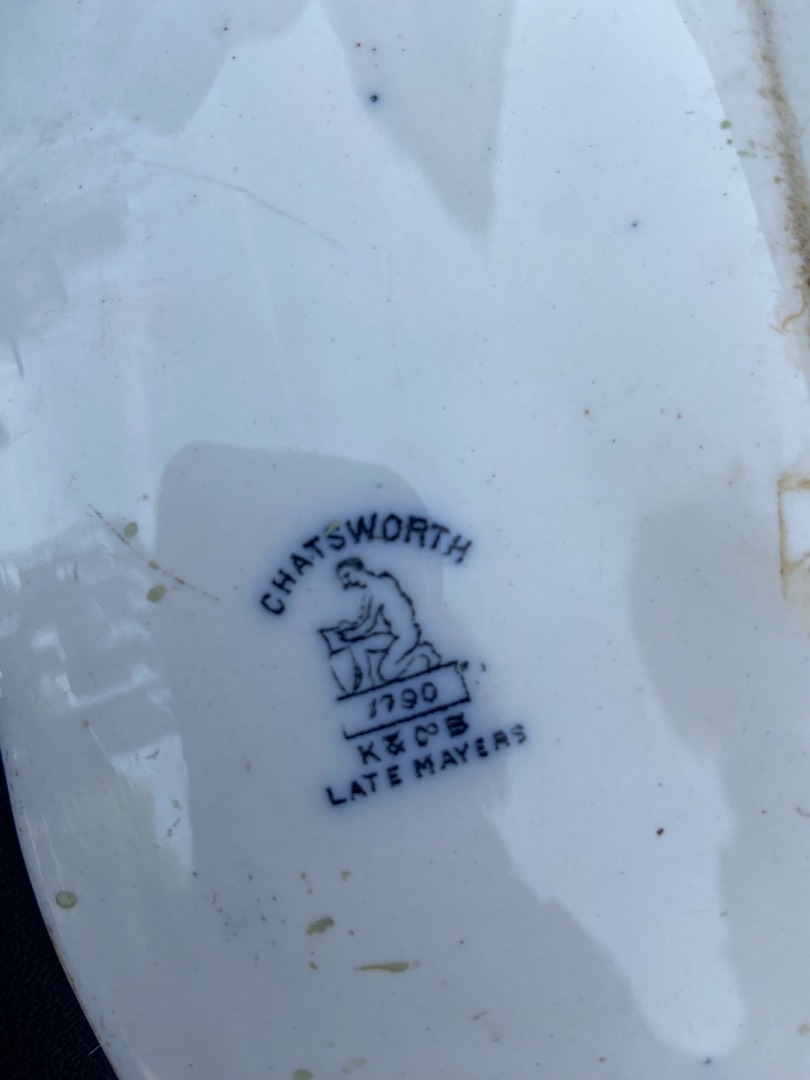 CHATSWORTH
1790
K & Co B
LATE MAYERS